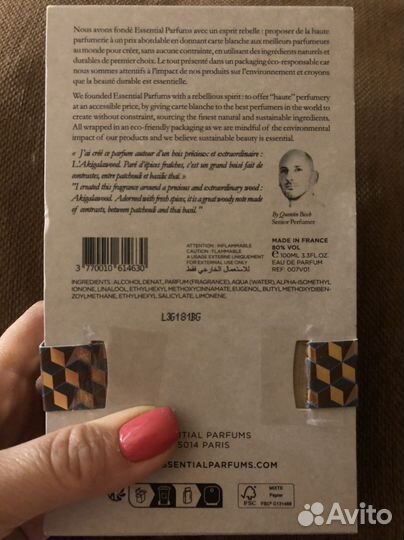 Nous avons fondé Essential Parfums avec un esprit rebelle : proposer de la haute
parfumerie à un prix abordable en donnant carte blanche aux meilleurs parfumeurs
au monde pour créer, sans aucune contrainte, en utilisant des ingrédients naturels et
durables de premier choix. Le tout présenté dans un packaging éco-responsable car
nous sommes attentifs à l'impact de nos produits sur l'environnement et croyons
que la beauté durable est essentielle.
We founded Essential Parfums with a rebellious spirit : to offer "haute" perfumery
at an accessible price, by giving carte blanche to the best perfumers in the world to
create without constraint, sourcing the finest natural and sustainable ingredients.
All wrapped in an eco-friendly packaging as we are mindful of the environmental
impact of our products and we believe sustainable beauty is essential.
« J'ai créé ce parfum autour d'un bois précieux et extraordinaire :
L'Akigalawood. Paré d'épices fraîches, c'est un grand boisé fait de
contrastes, entre patchouli et basilic thaï »
"I created this fragrance around a precious and extraordinary wood :
Akigalawood. Adorned with fresh spices, it is a great woody note made
of contrasts, between patchouli and thai basil."
By Quentin Bisch
Senior Perfumer
3 770010 614630
ATTENTION : INFLAMMABLE
CAUTION : FLAMMABLE
A USAGE EXTERNE UNIQUEMENT
FOR EXTERNAL USE ONLY
للاستعمال الخارجي فقط
MADE IN FRANCE
80% VOL
℮ 100ML 3.3FL.OZ.
EAU DE PARFUM
REF: 007V01
INGREDIENTS: ALCOHOL DENAT., PARFUM (FRAGRANCE), AQUA (WATER), ALPHA-ISOMETHYL
IONONE, LINALOOL, ETHYLHEXYL METHOXYCINNAMATE, EUGENOL, BUTYL METHOXYDIBEN-
ZOYLMETHANE, ETHYLHEXYL SALICYLATE, LIMONENE.
L36181BG
ENTIAL PARFUMS
5014 PARIS
ESSENTIALPARFUMS.COM
FSC
MIXTE
Papier
FSC® C131488
Avito